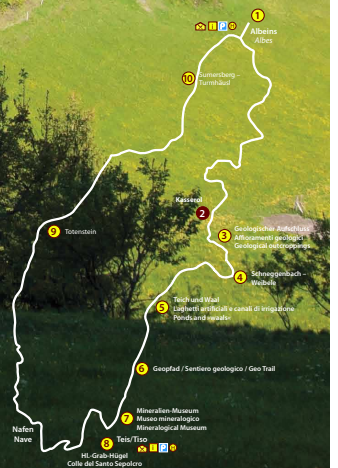 1
i P H
Albeins
Albes
10
Sumersberg –
Turmhäusl
Kasserol
2
3
Geologischer Aufschluss
Affioramenti geologici
Geological outcroppings
4
Schneggenbach –
Weibele
9
Totenstein
5
Teich und Waal
Laghetti artificiali e canali di irrigazione
Ponds and «waals»
6
Geopfad / Sentiero geologico / Geo Trail
Mineralien-Museum
7
Museo mineralogico
Mineralogical Museum
Nafen
Nave
8
Teis/Tiso
i P H
Hl.-Grab-Hügel
Colle del Santo Sepolcro